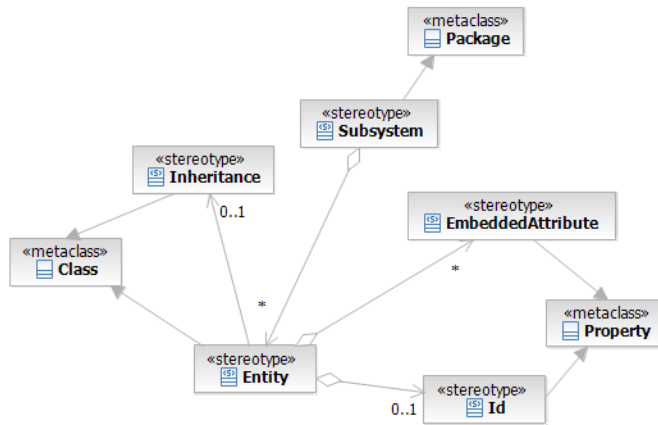 «metaclass»
Package
«stereotype»
Subsystem
«stereotype»
Inheritance
0..1
«stereotype»
EmbeddedAttribute
*
«metaclass»
Class
*
«metaclass»
Property
«stereotype»
Entity
0..1
«stereotype»
Id